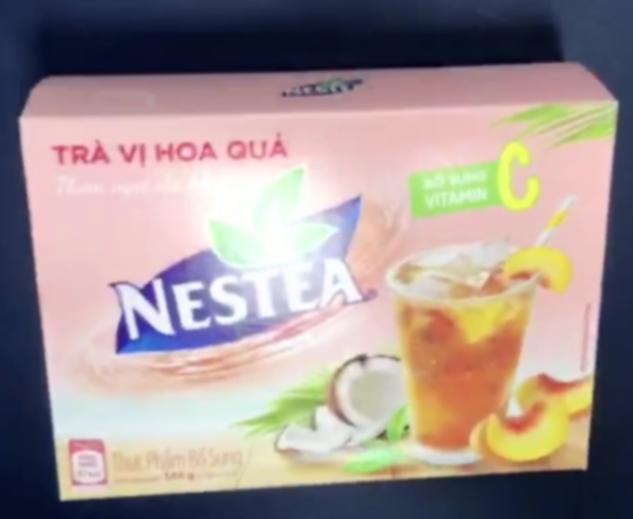 TRÀ VỊ HOA QUẢ
BỔ SUNG
VITAMIN C
NESTEA
Thực Phẩm Bổ Sung